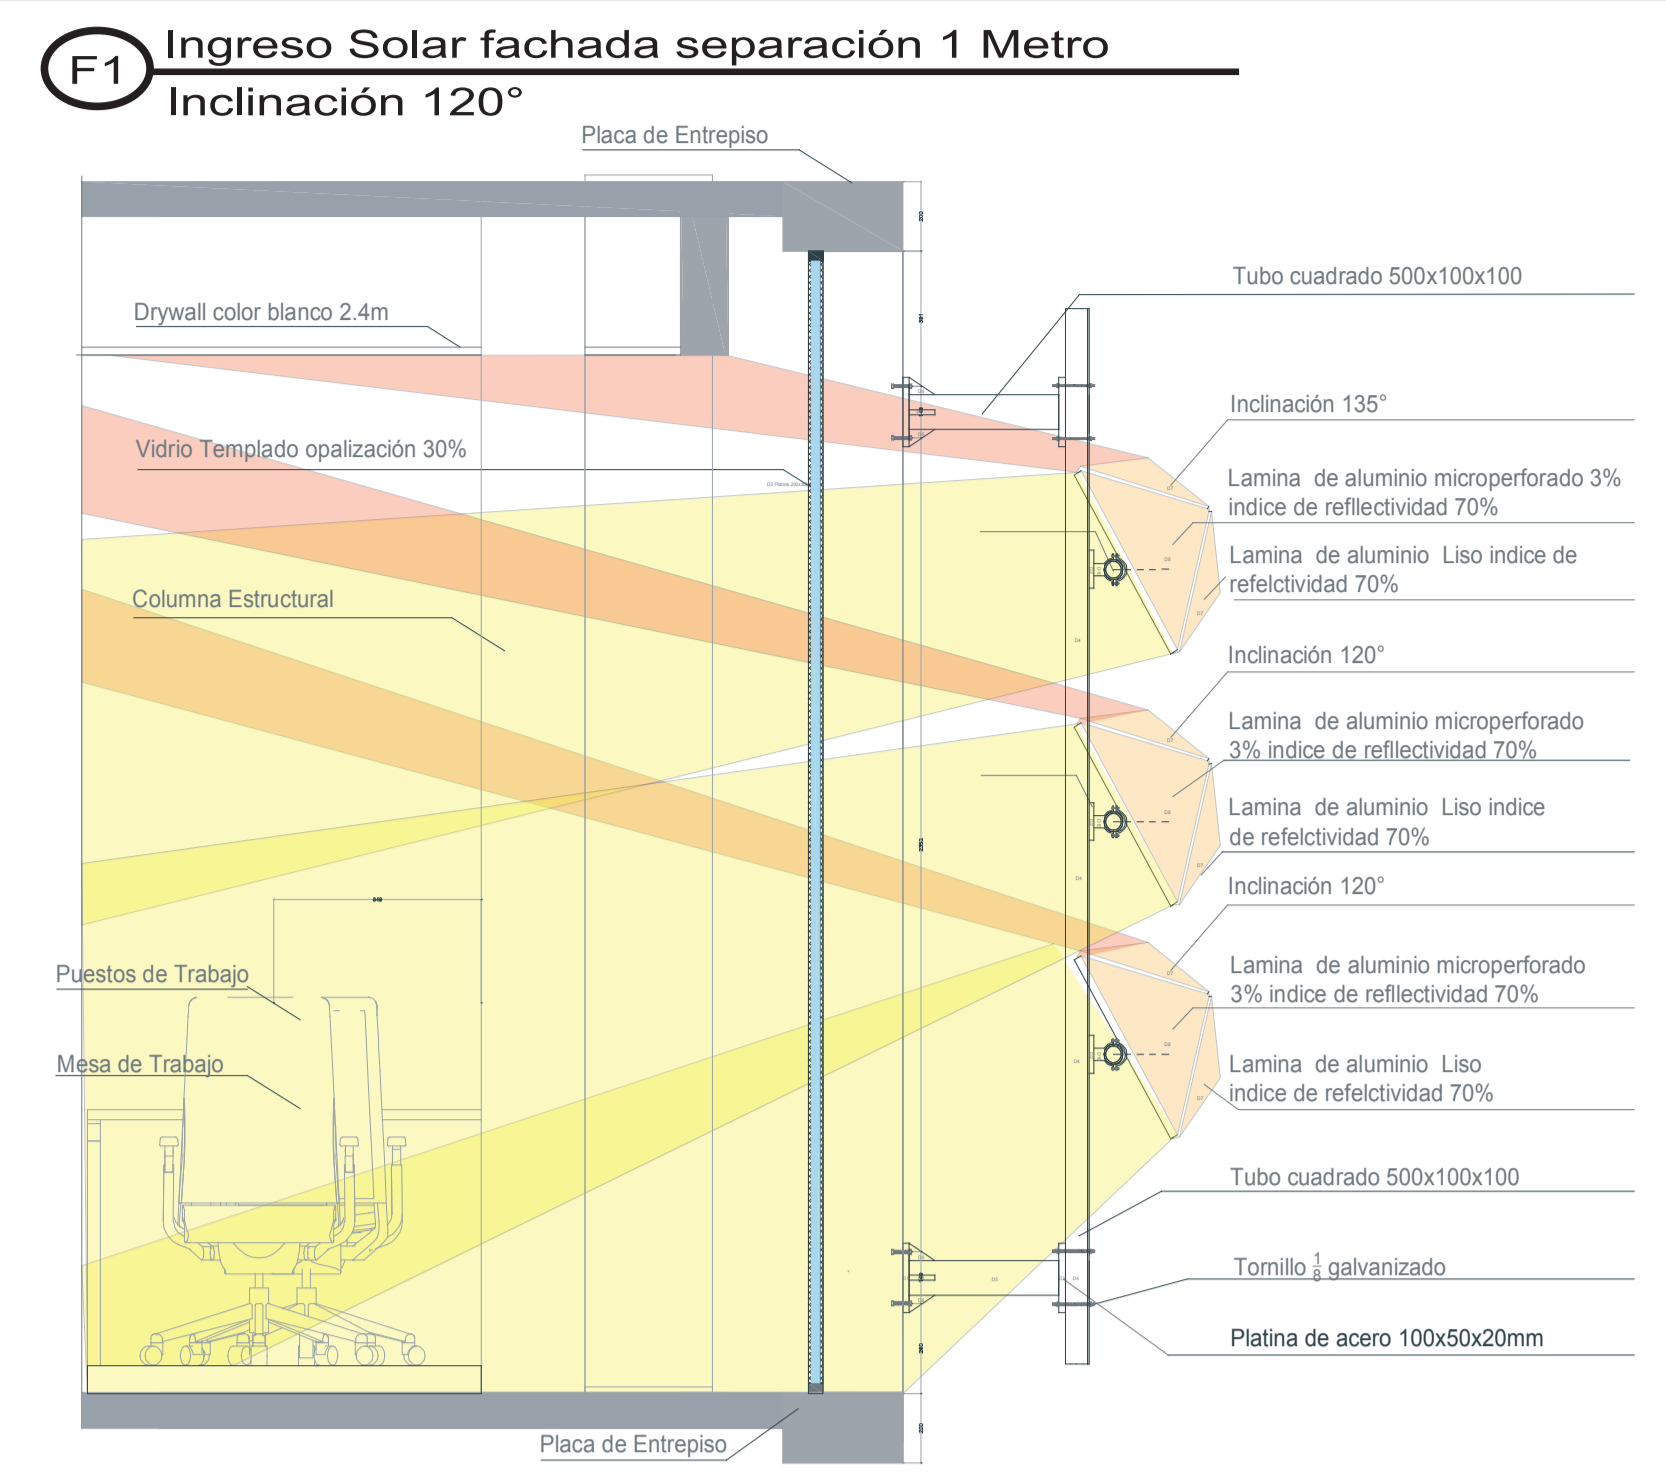 F1
Ingreso Solar fachada separación 1 Metro
Inclinación 120°
Placa de Entrepiso
Tubo cuadrado 500x100x100
Drywall color blanco 2.4m
Inclinación 135°
Vidrio Templado opalización 30%
Lamina de aluminio microperforado 3%
indice de refllectividad 70%
Lamina de aluminio Liso indice de
refelctividad 70%
Columna Estructural
Inclinación 120°
Lamina de aluminio microperforado
3% indice de refllectividad 70%
Lamina de aluminio Liso indice
de refelctividad 70%
Inclinación 120°
Puestos de Trabajo
Lamina de aluminio microperforado
3% indice de refllectividad 70%
Mesa de Trabajo
Lamina de aluminio Liso
indice de refelctividad 70%
Tubo cuadrado 500x100x100
Tornillo 1/8 galvanizado
Platina de acero 100x50x20mm
Placa de Entrepiso